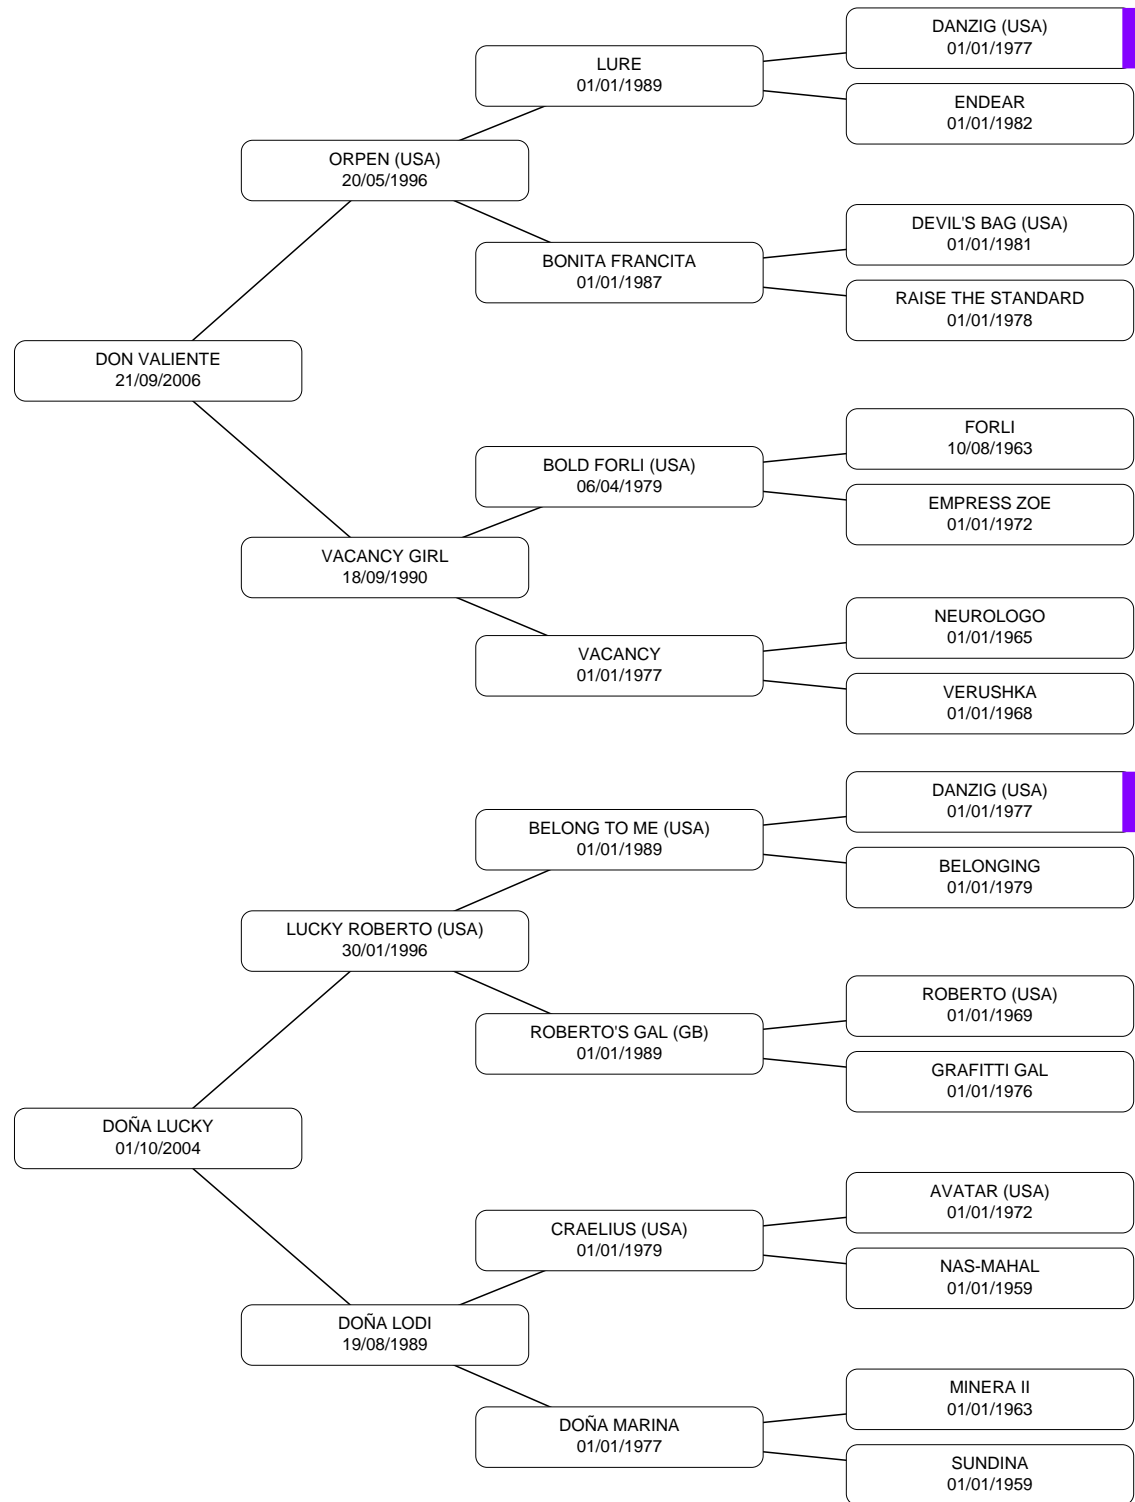 DANZIG (USA)
01/01/1977
LURE
01/01/1989
ENDEAR
01/01/1982
ORPEN (USA)
20/05/1996
DEVIL'S BAG (USA)
01/01/1981
BONITA FRANCITA
01/01/1987
RAISE THE STANDARD
01/01/1978
DON VALIENTE
21/09/2006
FORLI
10/08/1963
BOLD FORLI (USA)
06/04/1979
EMPRESS ZOE
01/01/1972
VACANCY GIRL
18/09/1990
NEUROLOGO
01/01/1965
VACANCY
01/01/1977
VERUSHKA
01/01/1968
DANZIG (USA)
01/01/1977
BELONG TO ME (USA)
01/01/1989
BELONGING
01/01/1979
LUCKY ROBERTO (USA)
30/01/1996
ROBERTO (USA)
01/01/1969
ROBERTO'S GAL (GB)
01/01/1989
GRAFITTI GAL
01/01/1976
DOÑA LUCKY
01/10/2004
AVATAR (USA)
01/01/1972
CRAELIUS (USA)
01/01/1979
NAS-MAHAL
01/01/1959
DOÑA LODI
19/08/1989
MINERA II
01/01/1963
DOÑA MARINA
01/01/1977
SUNDINA
01/01/1959